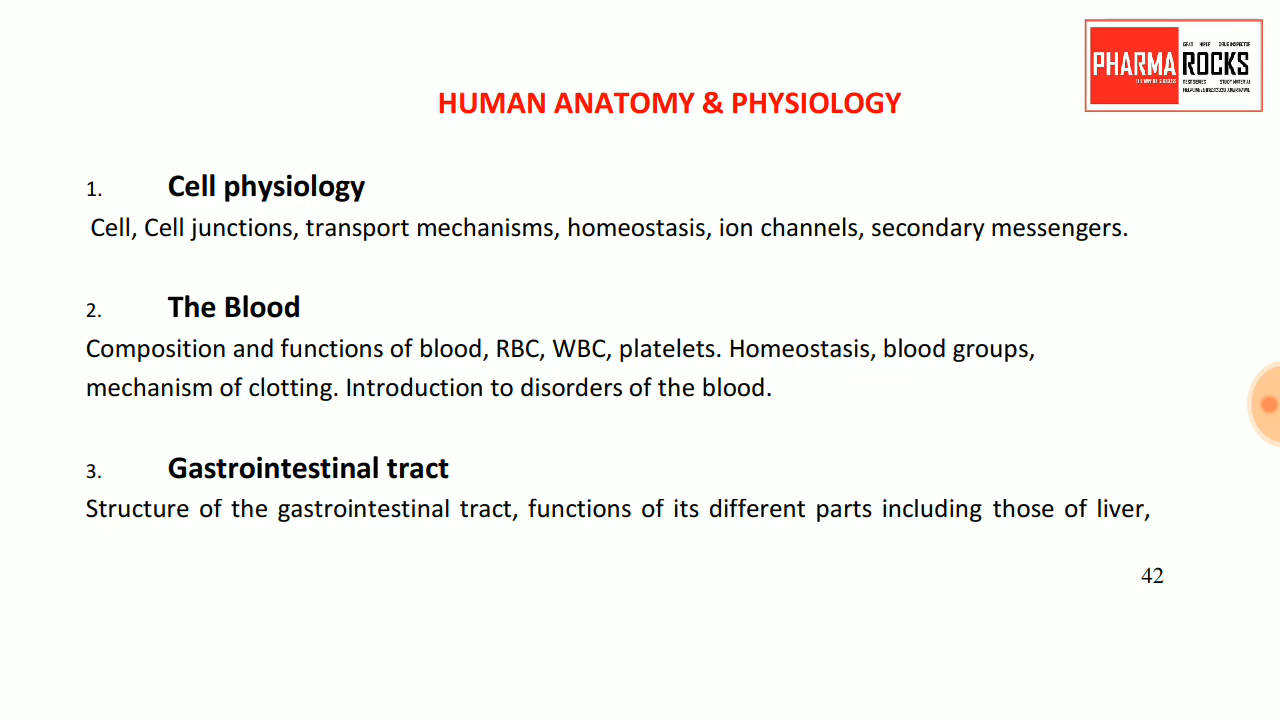 PHARMA ROCKS
HUMAN ANATOMY & PHYSIOLOGY
1. Cell physiology
Cell, Cell junctions, transport mechanisms, homeostasis, ion channels, secondary messengers.
2. The Blood
Composition and functions of blood, RBC, WBC, platelets. Homeostasis, blood groups,
mechanism of clotting. Introduction to disorders of the blood.
3. Gastrointestinal tract
Structure of the gastrointestinal tract, functions of its different parts including those of liver,
42